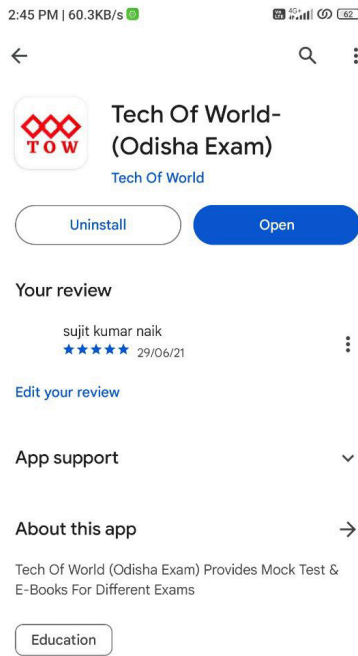 2:45 PM | 60.3KB/s 4G+ 62
TOW
Tech Of World-
(Odisha Exam)
Tech Of World
Uninstall Open
Your review
sujit kumar naik
29/06/21
Edit your review
App support
About this app
Tech Of World (Odisha Exam) Provides Mock Test &
E-Books For Different Exams
Education